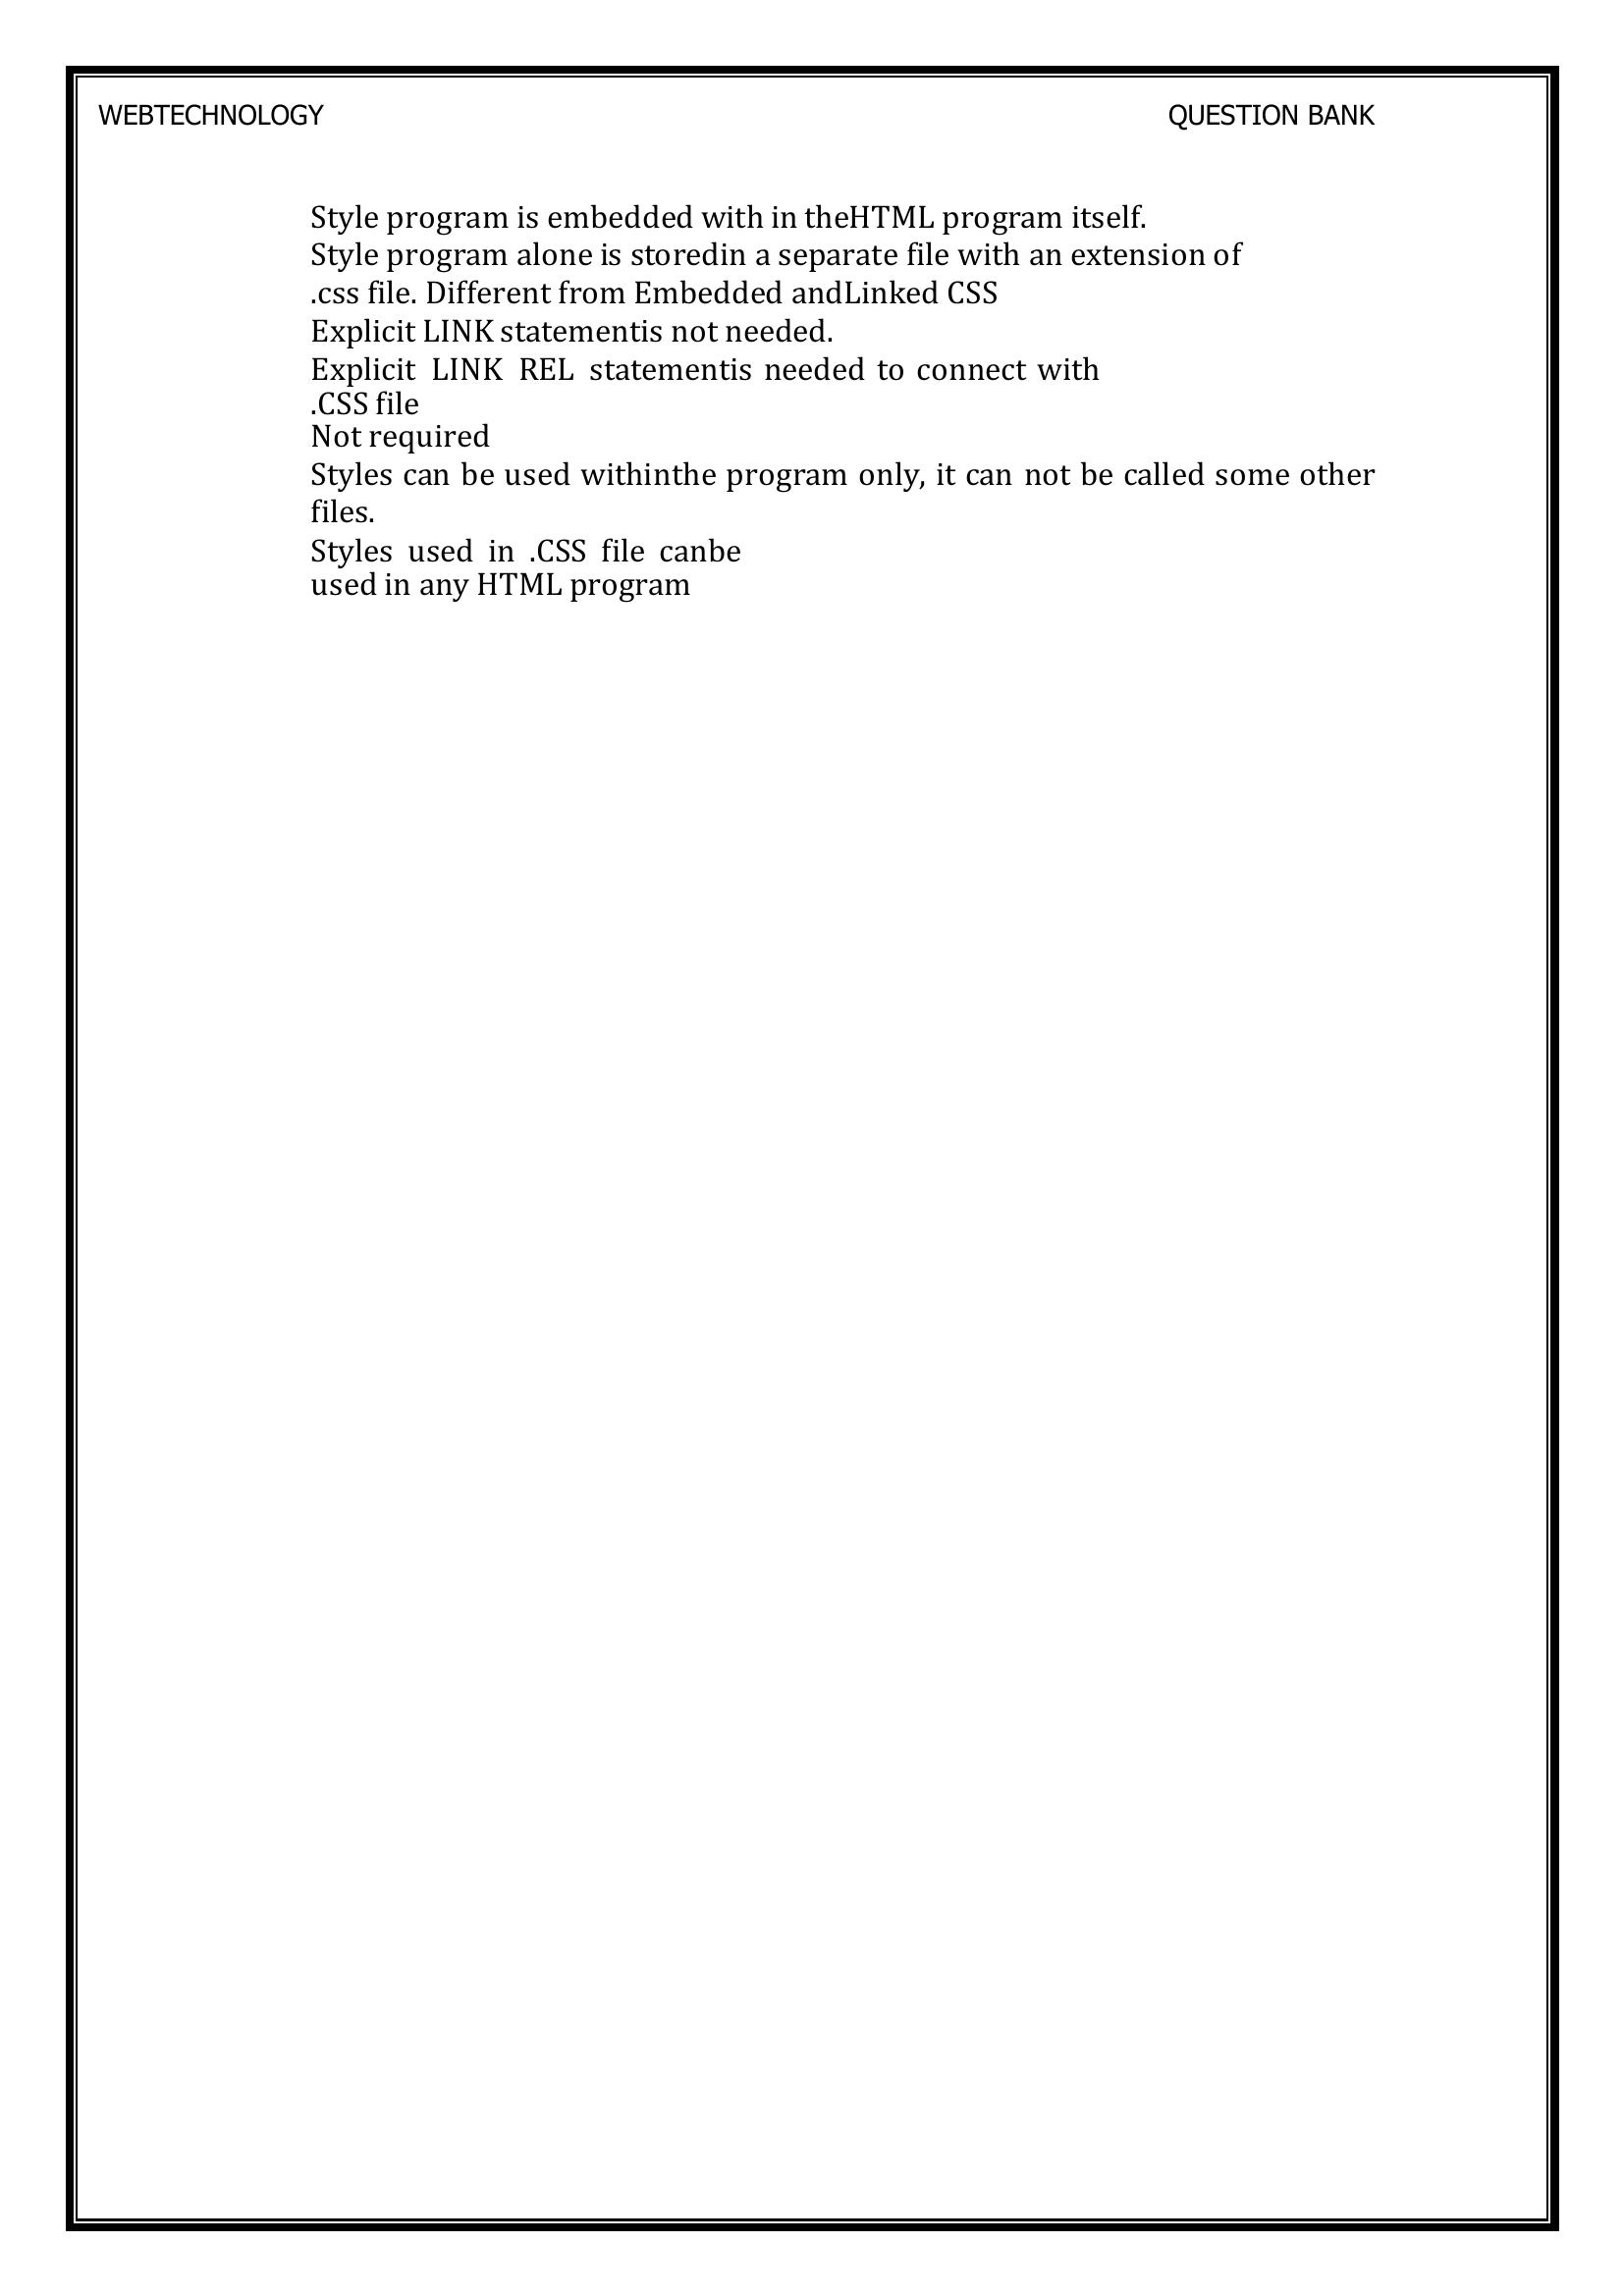 WEBTECHNOLOGY QUESTION BANK
Style program is embedded with in theHTML program itself.
Style program alone is storedin a separate file with an extension of
.css file. Different from Embedded andLinked CSS
Explicit LINK statementis not needed.
Explicit LINK REL statementis needed to connect with
.CSS file
Not required
Styles can be used withinthe program only, it can not be called some other
files.
Styles used in .CSS file canbe
used in any HTML program